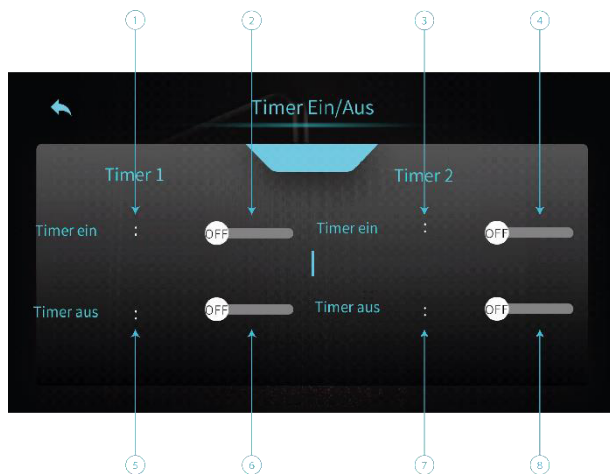 1 2 3 4
Timer Ein/Aus
Timer 1 Timer 2
Timer ein : OFF Timer ein : OFF
Timer aus : OFF Timer aus : OFF
5 6 7 8